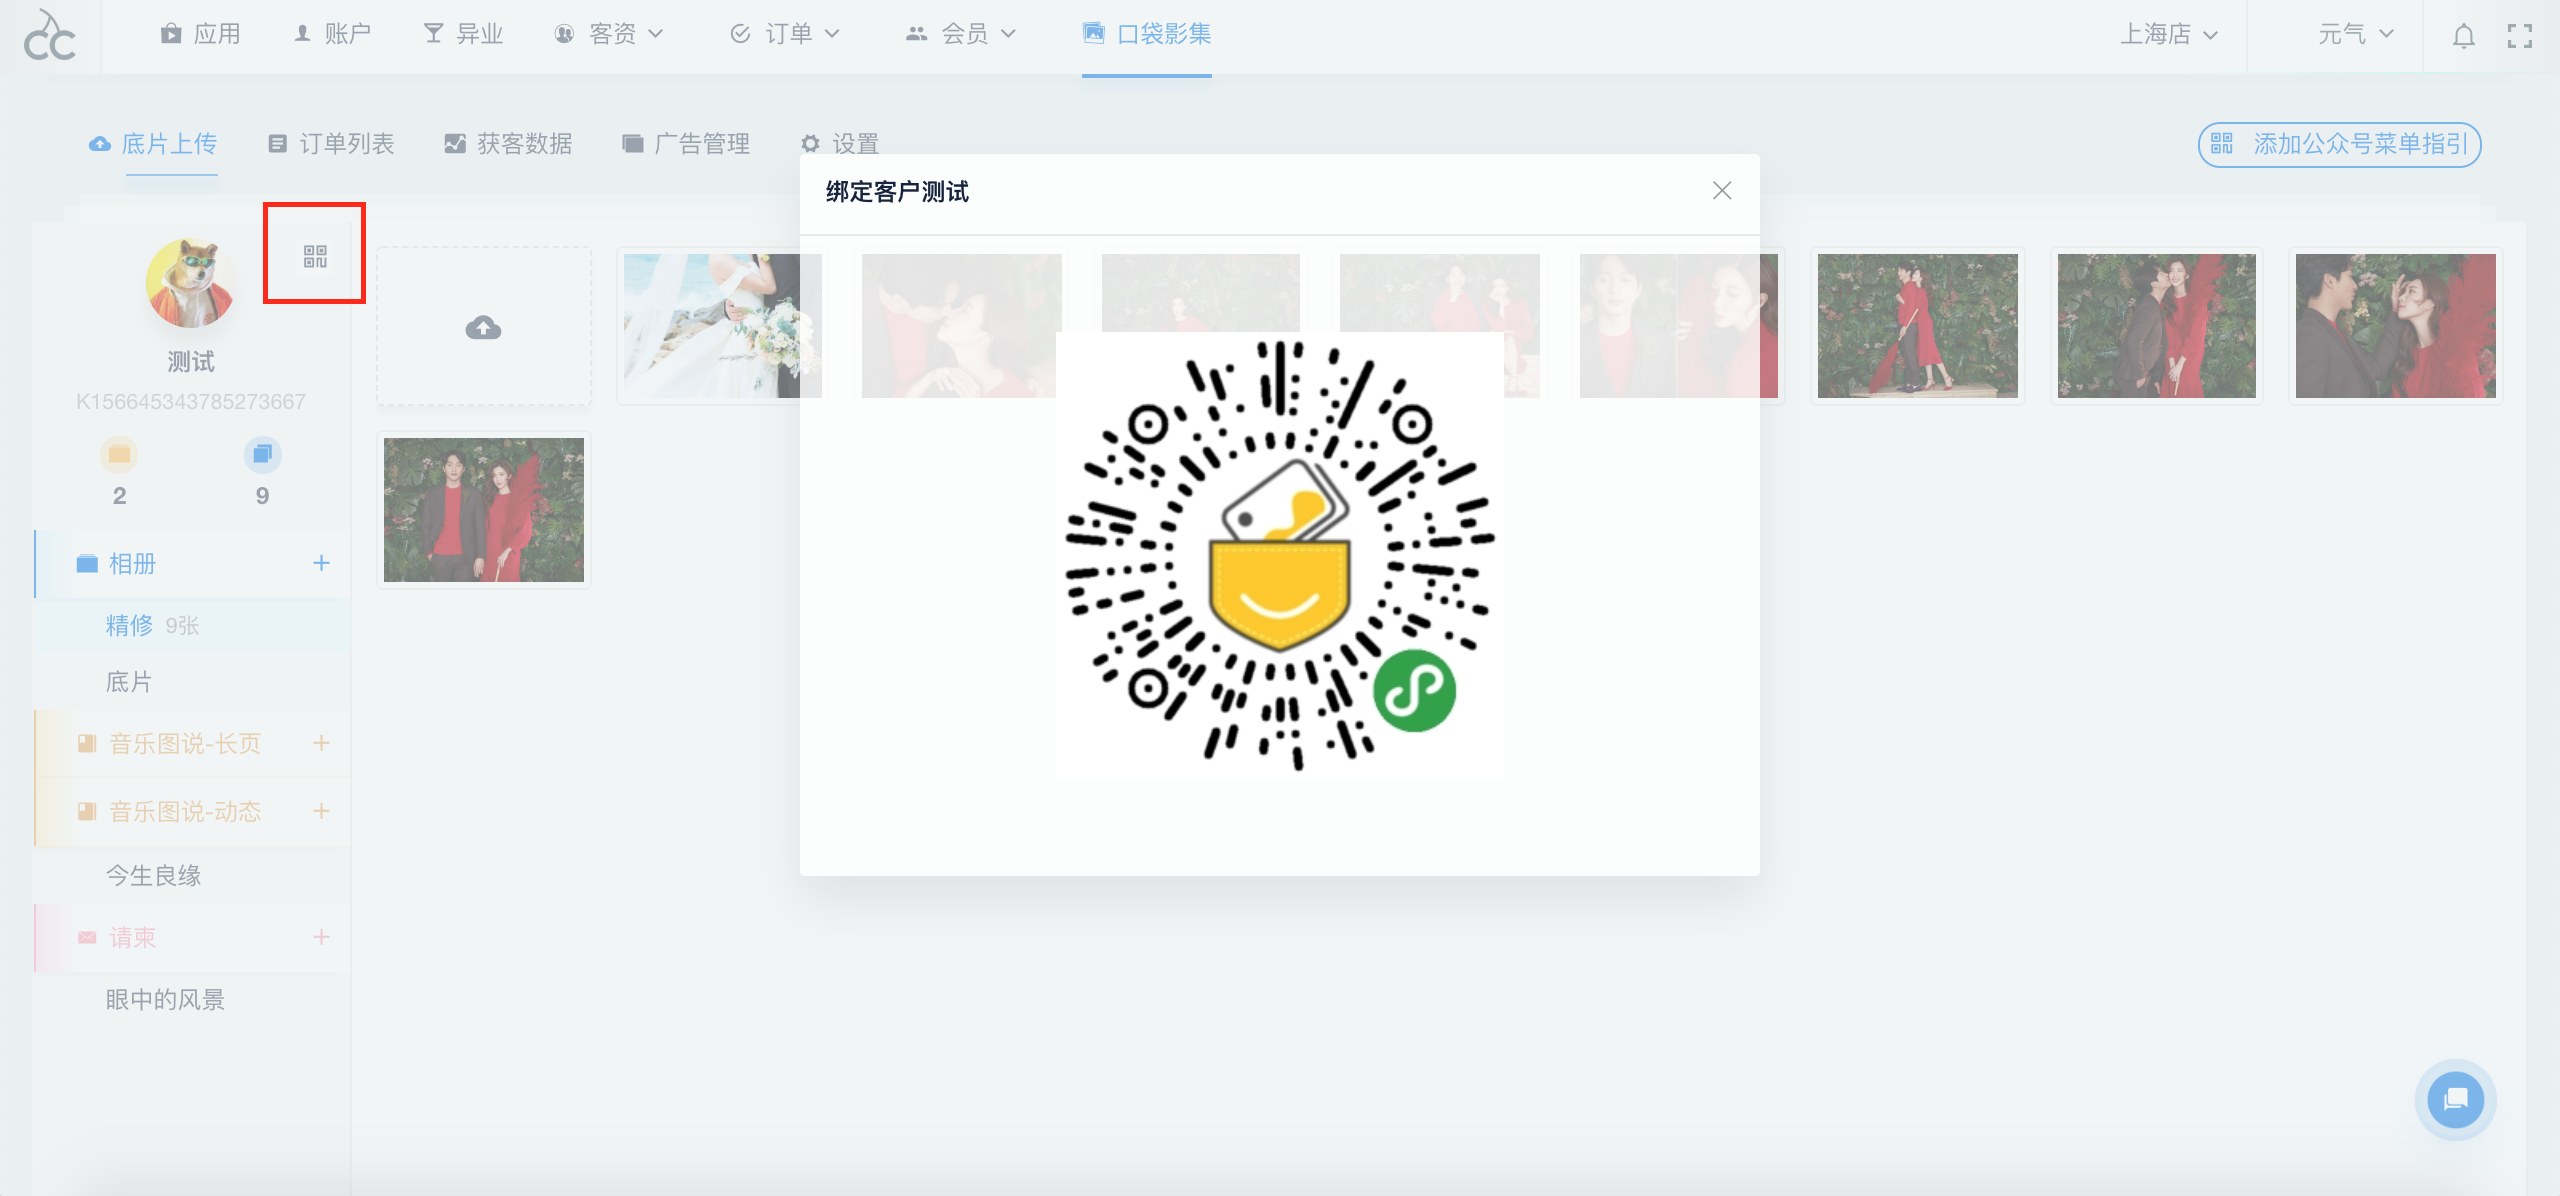 应用
账户
异业
客资
订单
会员
口袋影集
上海店
元气
底片上传
订单列表
获客数据
广告管理
设置
添加公众号菜单指引
绑定客户测试
测试
K156645343785273667
2
9
相册
精修 9张
底片
音乐图说-长页
音乐图说-动态
今生良缘
请柬
眼中的风景